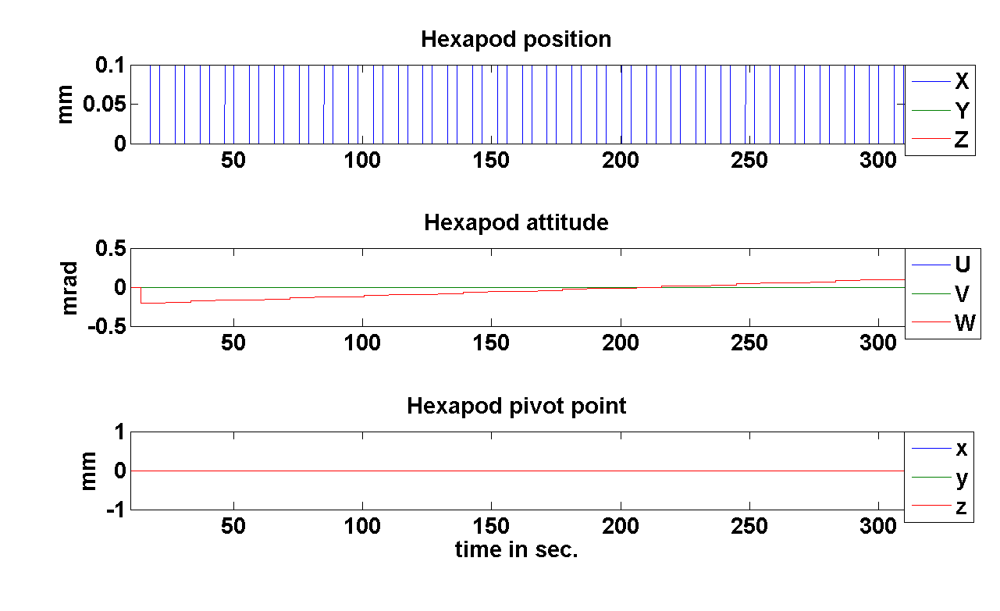 Hexapod position
0.1
0.05
0
mm
50 100 150 200 250 300
X
Y
Z
Hexapod attitude
0.5
0
-0.5
mrad
50 100 150 200 250 300
U
V
W
Hexapod pivot point
1
0
-1
mm
50 100 150 200 250 300
x
y
z
time in sec.